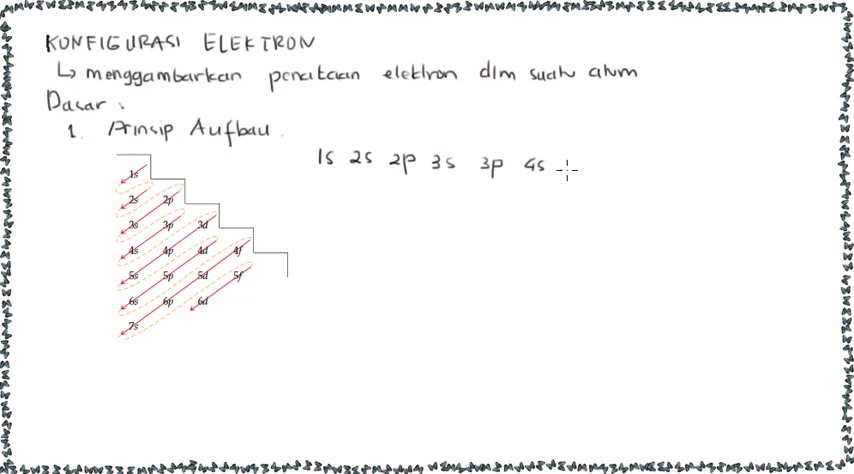 KONFIGURASI ELEKTRON
↳ menggambarkan penataan elektron dlm suatu atom
Dasar :
1. Prinsip Aufbau.
1s 2s 2p 3s 3p 4s
1s
2s 2p
3s 3p 3d
4s 4p 4d 4f
5s 5p 5d 5f
6s 6p 6d
7s